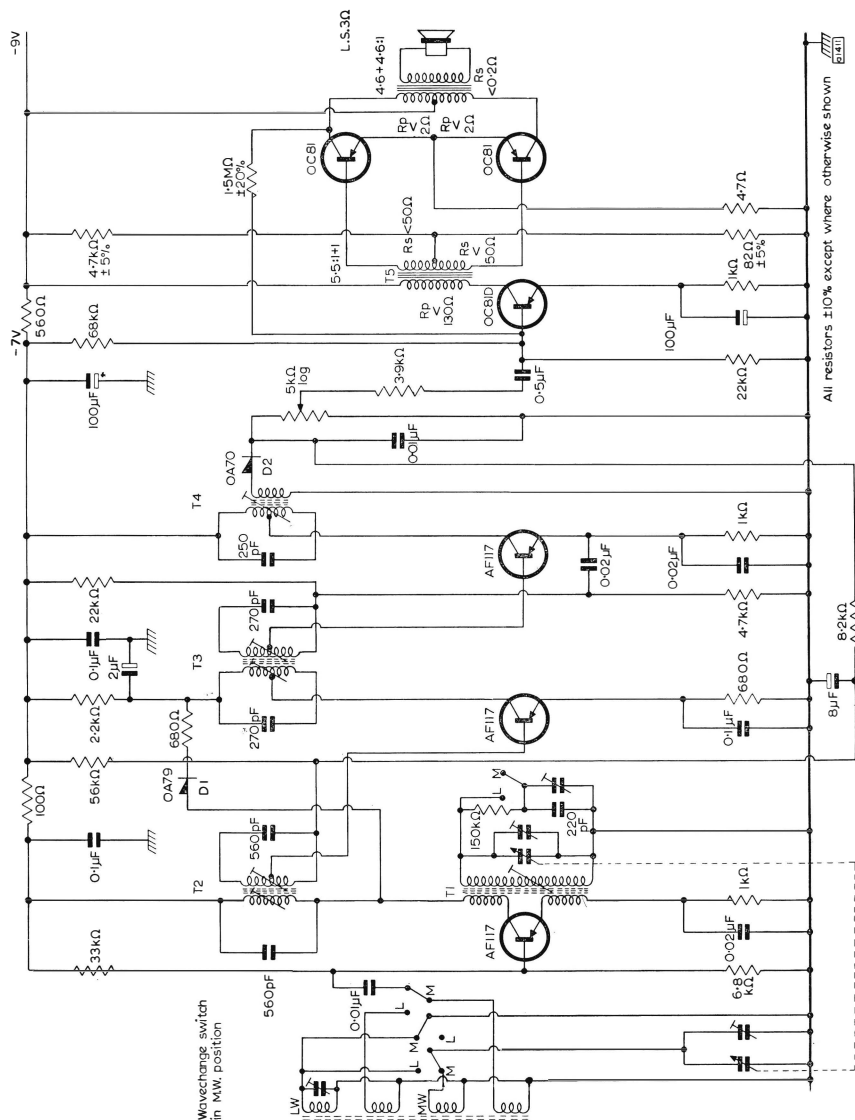 -9V
-7V
560Ω
100Ω
L.S.3Ω
4·6+4·6:1
Rs
<0·2Ω
Rp
<
2Ω
Rp
<
2Ω
OC81
OC81
1·5MΩ
±20%
4·7kΩ
±5%
Rs
<50Ω
5·5:1+1
T5
Rs
<
50Ω
Rp
<
130Ω
OC81D
4·7Ω
82Ω
±5%
1kΩ
100µF
68kΩ
100µF
+
5kΩ
log
3·9kΩ
0·5µF
22kΩ
0·01µF
OA70
D2
T4
250
pF
AF117
0·02µF
0·02µF
1kΩ
22kΩ
0·1µF
2µF
270pF
T3
270pF
4·7kΩ
8·2kΩ
8µF
2·2kΩ
680Ω
OA79
D1
56kΩ
AF117
0·1µF
680Ω
0·1µF
T2
560pF
560pF
33kΩ
T1
L
M
150kΩ
220
pF
AF117
1kΩ
0·02µF
6·8
kΩ
0·01µF
L
M
M
L
L
M
LW
MW
Wavechange switch
in M.W. position
All resistors ±10% except where otherwise shown